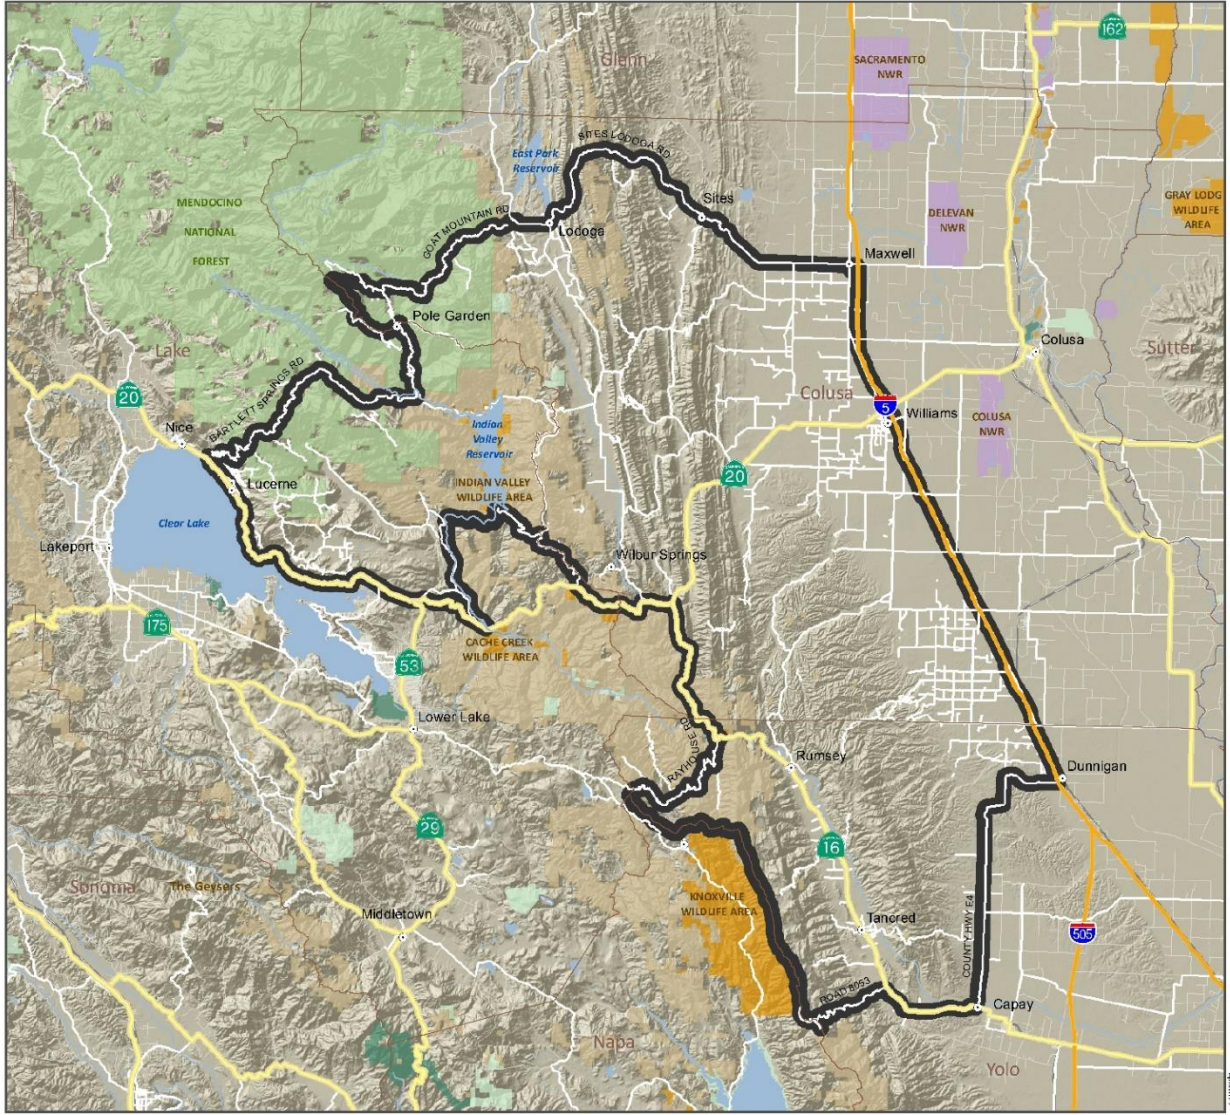 162
Glenn
SACRAMENTO
NWR
SITES LODOGA RD
East Park
Reservoir
MENDOCINO
NATIONAL
FOREST
GOAT MOUNTAIN RD
Sites
DELEVAN
NWR
GRAY LODG
WILDLIFE
AREA
Lodoga
Maxwell
Pole Garden
Lake
Colusa
Sutter
BARTLETT SPRINGS RD
20
Colusa
5
Williams
COLUSA
NWR
Nice
Indian
Valley
Reservoir
20
Lucerne
INDIAN VALLEY
WILDLIFE AREA
Clear Lake
Lakeport
Wilbur Springs
175
CACHE CREEK
WILDLIFE AREA
53
Lower Lake
RAYHOUSE RD
Rumsey
Dunnigan
29
16
Sonoma
The Geysers
KNOXVILLE
WILDLIFE AREA
Middletown
Tancred
COUNTY HWY E4
505
ROAD 8053
Capay
Napa
Yolo